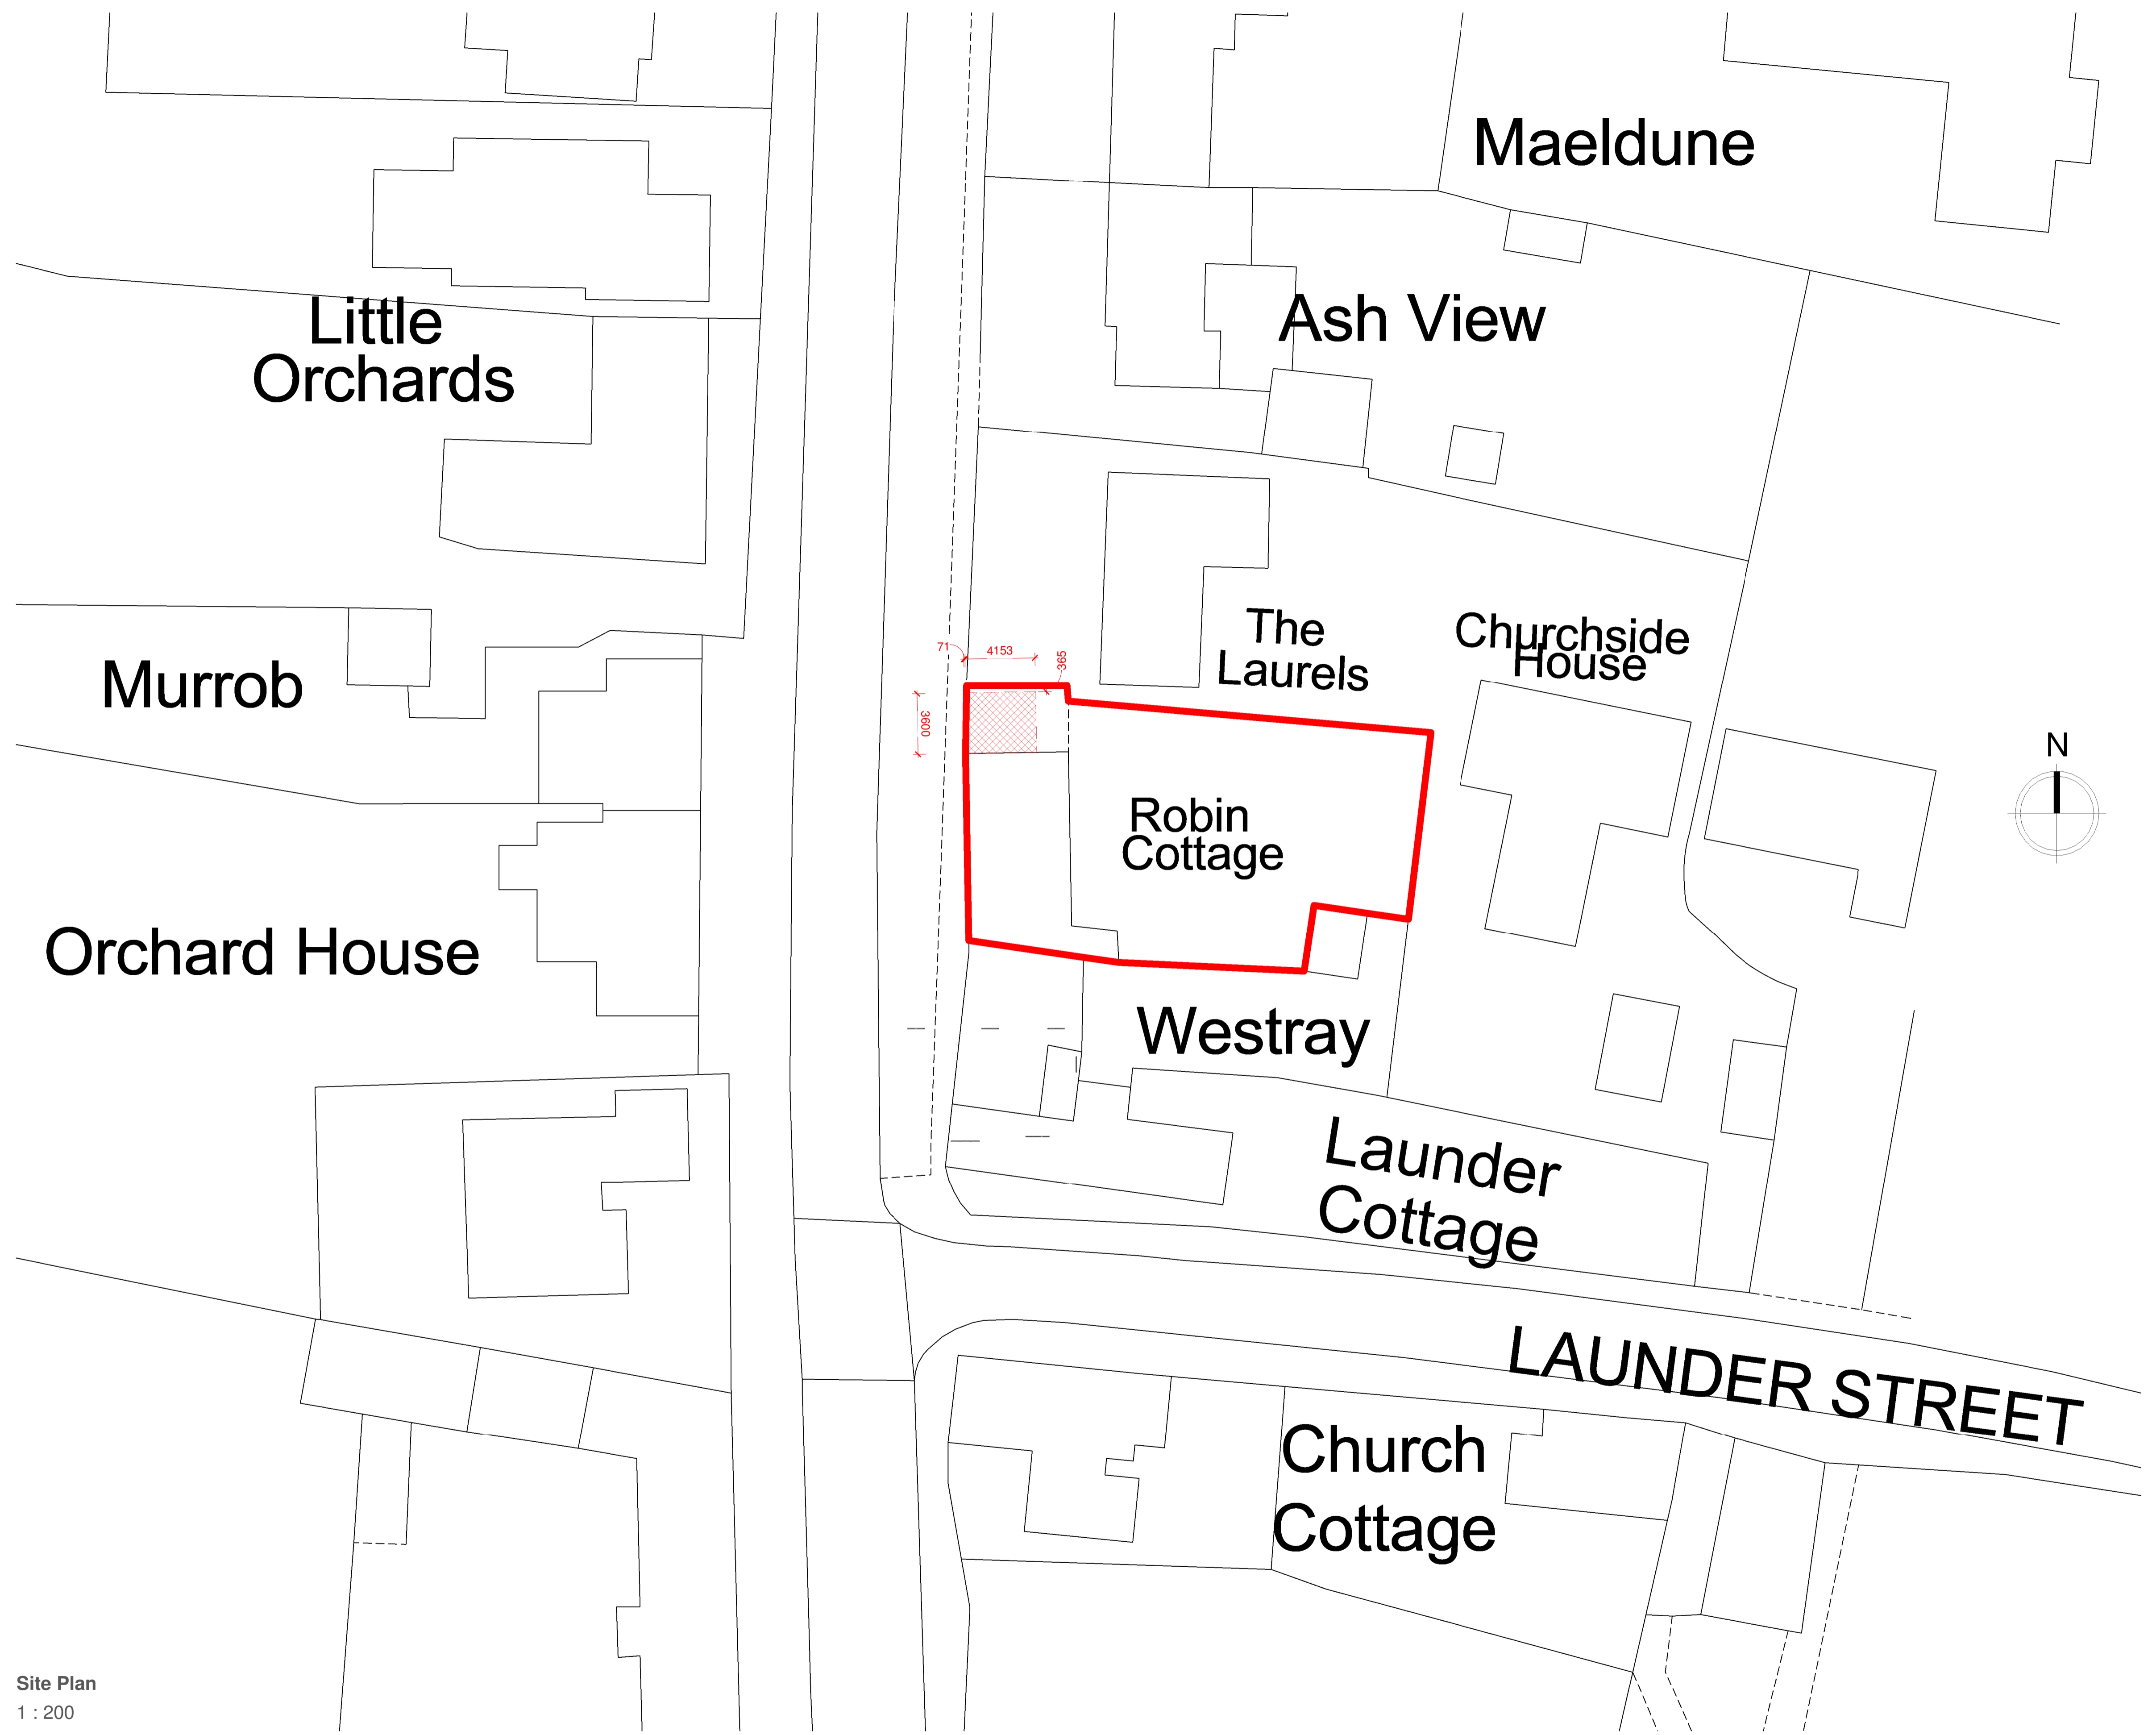 Maeldune
Little
Orchards
Ash View
The
Laurels
Churchside
House
71
4153
365
3600
Murrob
N
Robin
Cottage
Orchard House
Westray
Launder
Cottage
LAUNDER STREET
Church
Cottage
Site Plan
1 : 200